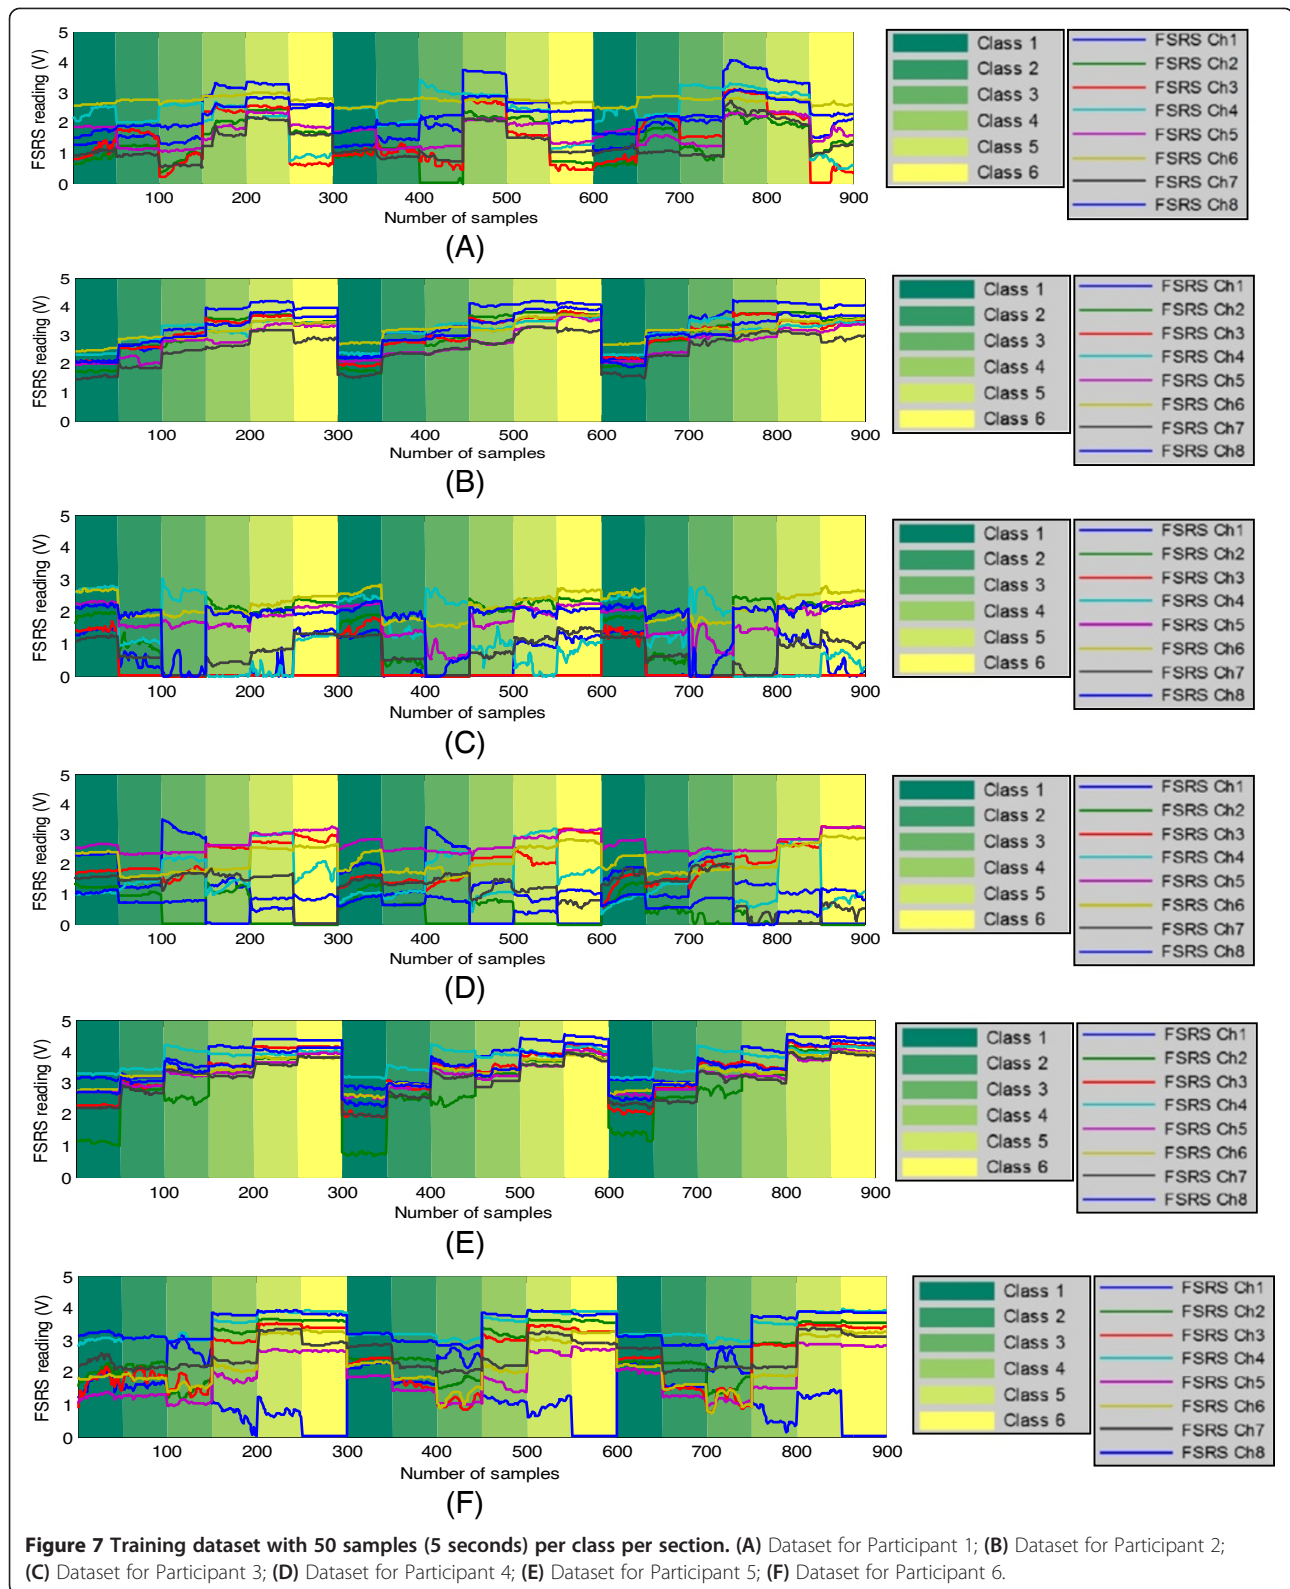 5
4
3
2
1
0
FSRS reading (V)
100 200 300 400 500 600 700 800 900
Number of samples
Class 1
Class 2
Class 3
Class 4
Class 5
Class 6
FSRS Ch1
FSRS Ch2
FSRS Ch3
FSRS Ch4
FSRS Ch5
FSRS Ch6
FSRS Ch7
FSRS Ch8
(A)
5
4
3
2
1
0
FSRS reading (V)
100 200 300 400 500 600 700 800 900
Number of samples
Class 1
Class 2
Class 3
Class 4
Class 5
Class 6
FSRS Ch1
FSRS Ch2
FSRS Ch3
FSRS Ch4
FSRS Ch5
FSRS Ch6
FSRS Ch7
FSRS Ch8
(B)
5
4
3
2
1
0
FSRS reading (V)
100 200 300 400 500 600 700 800 900
Number of samples
Class 1
Class 2
Class 3
Class 4
Class 5
Class 6
FSRS Ch1
FSRS Ch2
FSRS Ch3
FSRS Ch4
FSRS Ch5
FSRS Ch6
FSRS Ch7
FSRS Ch8
(C)
5
4
3
2
1
0
FSRS reading (V)
100 200 300 400 500 600 700 800 900
Number of samples
Class 1
Class 2
Class 3
Class 4
Class 5
Class 6
FSRS Ch1
FSRS Ch2
FSRS Ch3
FSRS Ch4
FSRS Ch5
FSRS Ch6
FSRS Ch7
FSRS Ch8
(D)
5
4
3
2
1
0
FSRS reading (V)
100 200 300 400 500 600 700 800 900
Number of samples
Class 1
Class 2
Class 3
Class 4
Class 5
Class 6
FSRS Ch1
FSRS Ch2
FSRS Ch3
FSRS Ch4
FSRS Ch5
FSRS Ch6
FSRS Ch7
FSRS Ch8
(E)
5
4
3
2
1
0
FSRS reading (V)
100 200 300 400 500 600 700 800 900
Number of samples
Class 1
Class 2
Class 3
Class 4
Class 5
Class 6
FSRS Ch1
FSRS Ch2
FSRS Ch3
FSRS Ch4
FSRS Ch5
FSRS Ch6
FSRS Ch7
FSRS Ch8
(F)
Figure 7 Training dataset with 50 samples (5 seconds) per class per section. (A) Dataset for Participant 1; (B) Dataset for Participant 2;
(C) Dataset for Participant 3; (D) Dataset for Participant 4; (E) Dataset for Participant 5; (F) Dataset for Participant 6.